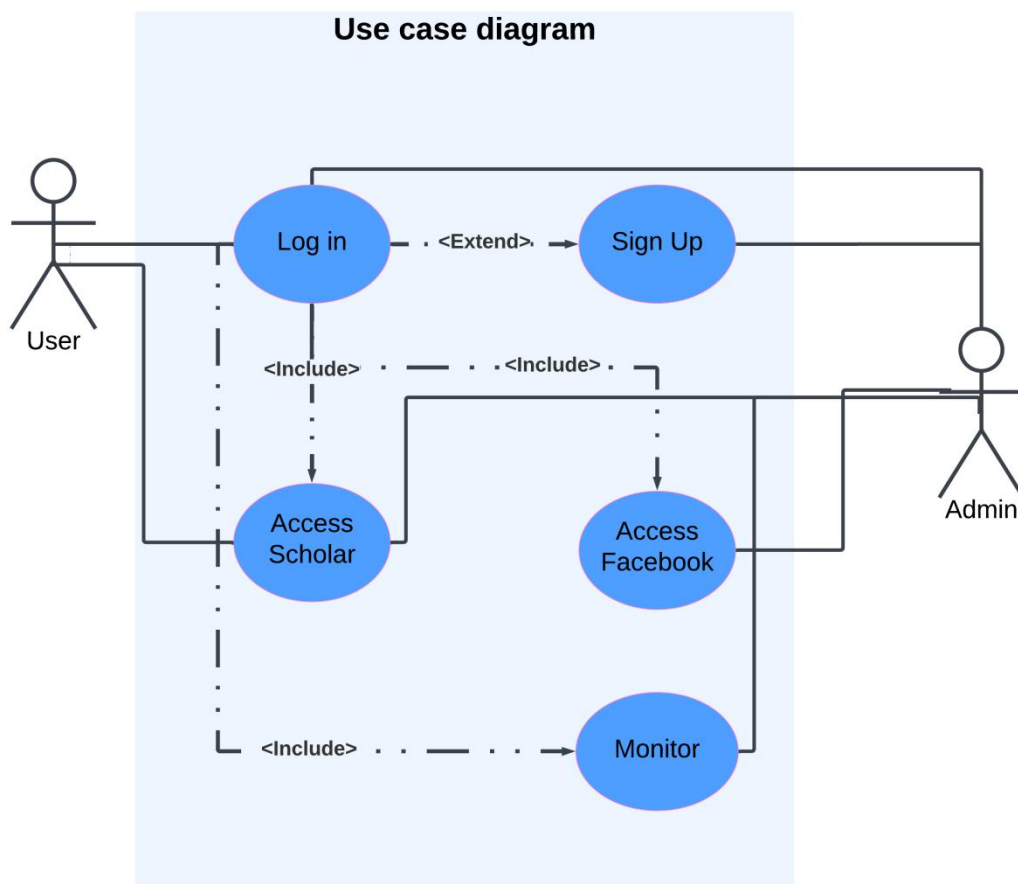 Use case diagram
Log in
<Extend>
Sign Up
User
<Include>
<Include>
Access
Scholar
Access
Facebook
Admin
<Include>
Monitor